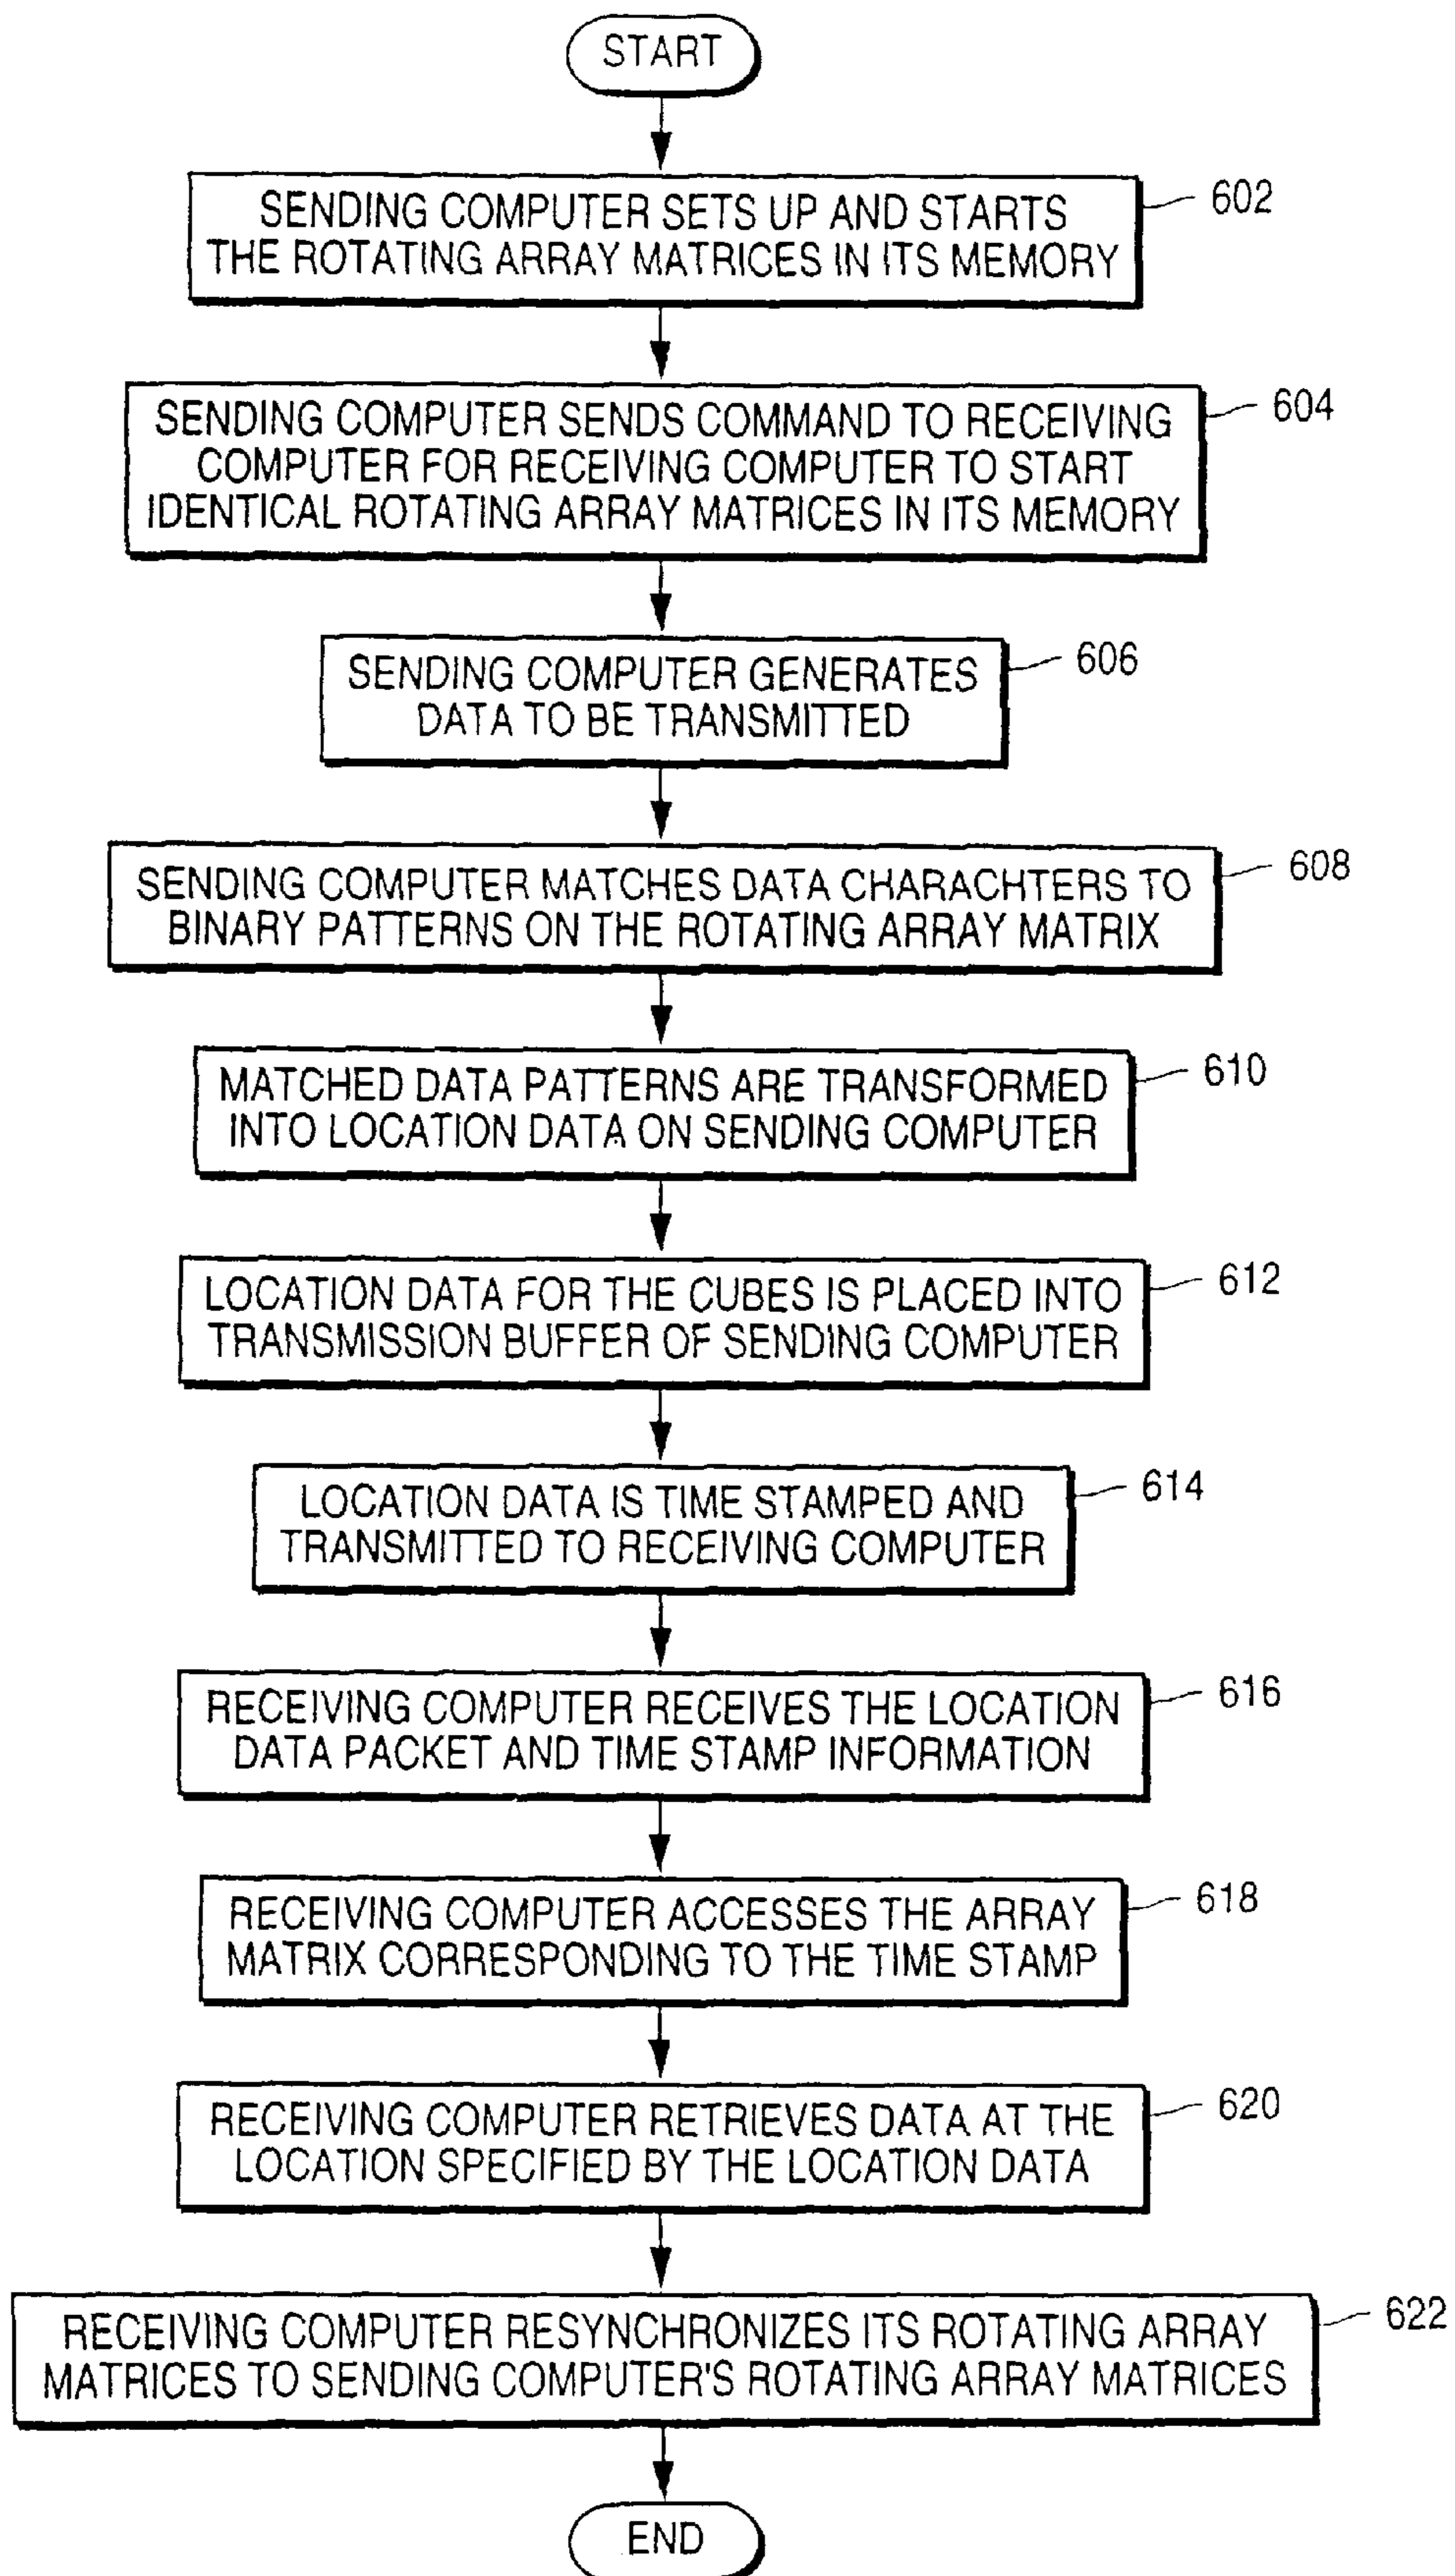 START
SENDING COMPUTER SETS UP AND STARTS
THE ROTATING ARRAY MATRICES IN ITS MEMORY
602
SENDING COMPUTER SENDS COMMAND TO RECEIVING
COMPUTER FOR RECEIVING COMPUTER TO START
IDENTICAL ROTATING ARRAY MATRICES IN ITS MEMORY
604
SENDING COMPUTER GENERATES
DATA TO BE TRANSMITTED
606
SENDING COMPUTER MATCHES DATA CHARACHTERS TO
BINARY PATTERNS ON THE ROTATING ARRAY MATRIX
608
MATCHED DATA PATTERNS ARE TRANSFORMED
INTO LOCATION DATA ON SENDING COMPUTER
610
LOCATION DATA FOR THE CUBES IS PLACED INTO
TRANSMISSION BUFFER OF SENDING COMPUTER
612
LOCATION DATA IS TIME STAMPED AND
TRANSMITTED TO RECEIVING COMPUTER
614
RECEIVING COMPUTER RECEIVES THE LOCATION
DATA PACKET AND TIME STAMP INFORMATION
616
RECEIVING COMPUTER ACCESSES THE ARRAY
MATRIX CORRESPONDING TO THE TIME STAMP
618
RECEIVING COMPUTER RETRIEVES DATA AT THE
LOCATION SPECIFIED BY THE LOCATION DATA
620
RECEIVING COMPUTER RESYNCHRONIZES ITS ROTATING ARRAY
MATRICES TO SENDING COMPUTER'S ROTATING ARRAY MATRICES
622
END